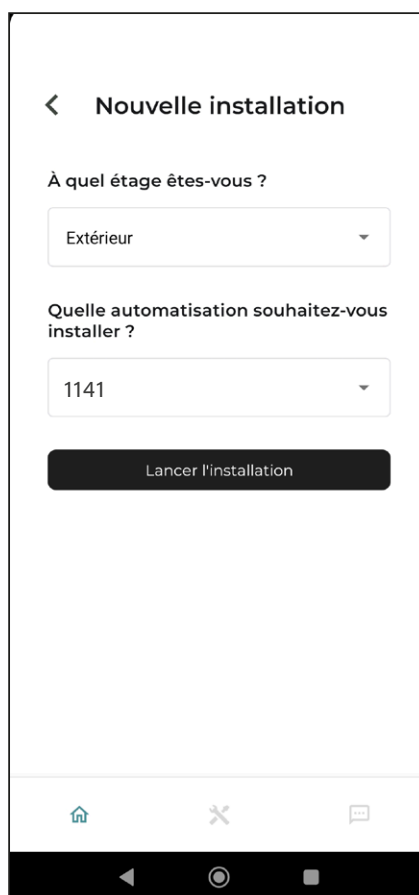 Nouvelle installation
À quel étage êtes-vous ?
Extérieur
Quelle automatisation souhaitez-vous
installer ?
1141
Lancer l'installation